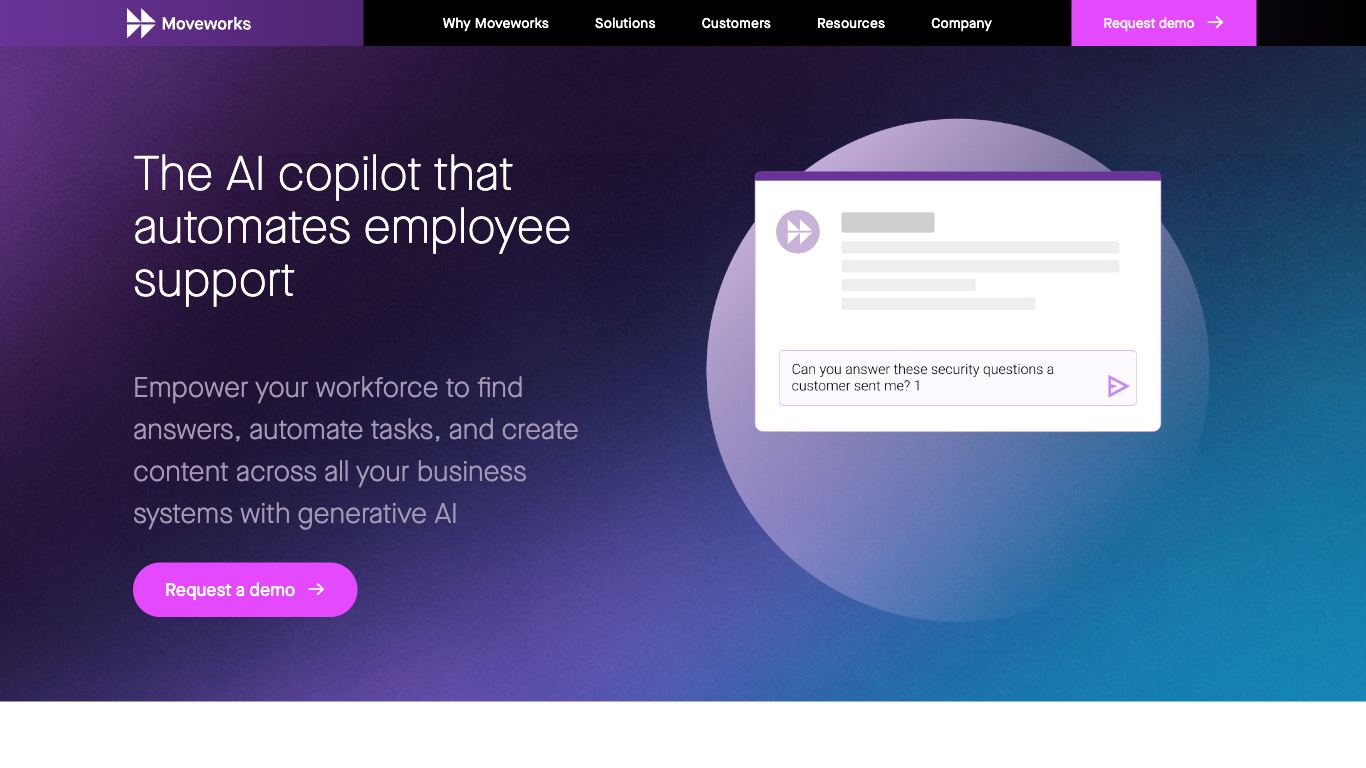 Moveworks
Why Moveworks
Solutions
Customers
Resources
Company
Request demo
The AI copilot that
automates employee
support
Empower your workforce to find
answers, automate tasks, and create
content across all your business
systems with generative AI
Request a demo
Can you answer these security questions a
customer sent me? 1